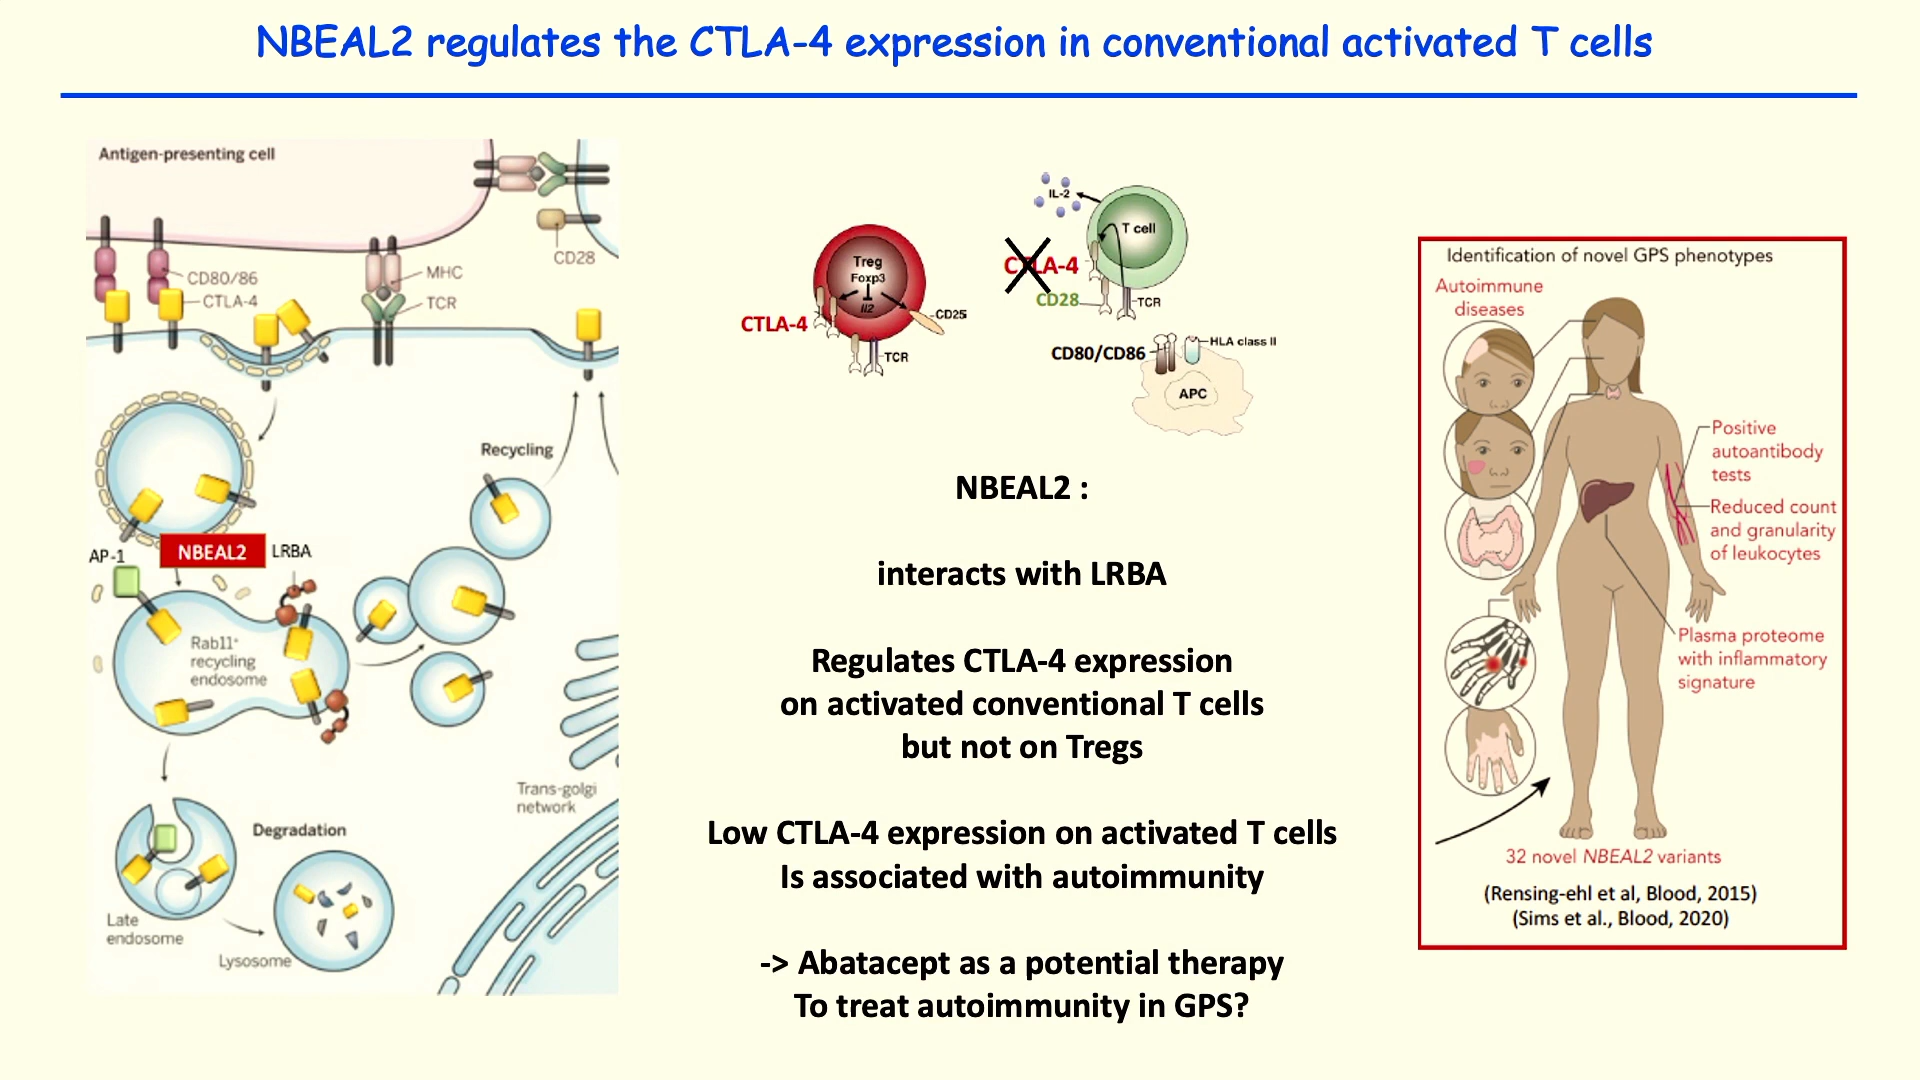 NBEAL2 regulates the CTLA-4 expression in conventional activated T cells
Antigen-presenting cell
CD28
CD80/86
CTLA-4
MHC
TCR
Recycling
AP-1
NBEAL2
LRBA
Rab11+
recycling
endosome
Trans-golgi
network
Degradation
Late
endosome
Lysosome
Treg
Foxp3
Il2
CTLA-4
CD25
TCR
IL-2
T cell
CTLA-4
CD28
TCR
CD80/CD86
HLA class II
APC
NBEAL2 :
interacts with LRBA
Regulates CTLA-4 expression
on activated conventional T cells
but not on Tregs
Low CTLA-4 expression on activated T cells
Is associated with autoimmunity
-> Abatacept as a potential therapy
To treat autoimmunity in GPS?
Identification of novel GPS phenotypes
Autoimmune
diseases
Positive
autoantibody
tests
Reduced count
and granularity
of leukocytes
Plasma proteome
with inflammatory
signature
32 novel NBEAL2 variants
(Rensing-ehl et al, Blood, 2015)
(Sims et al., Blood, 2020)